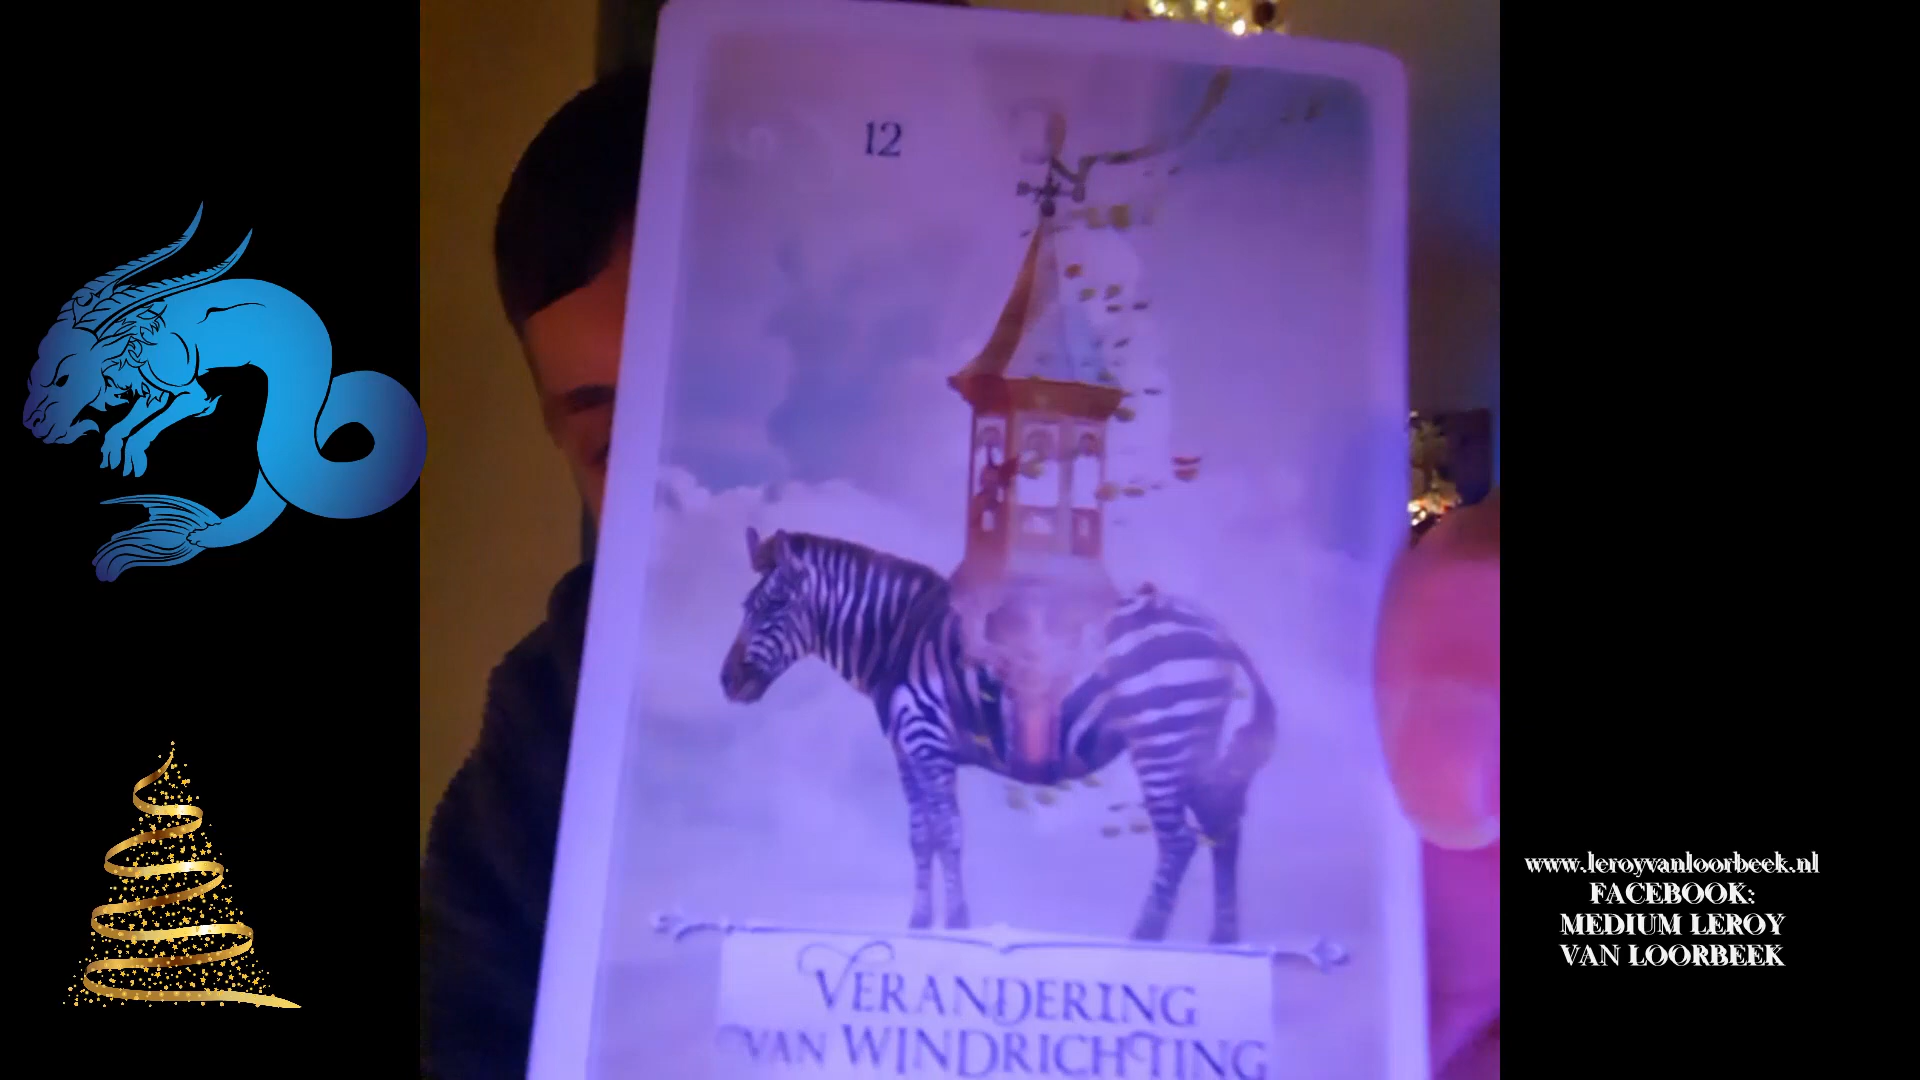 12
VERANDERING
VAN WINDRICHTING
www.leroyvanloorbeek.nl
FACEBOOK:
MEDIUM LEROY
VAN LOORBEEK